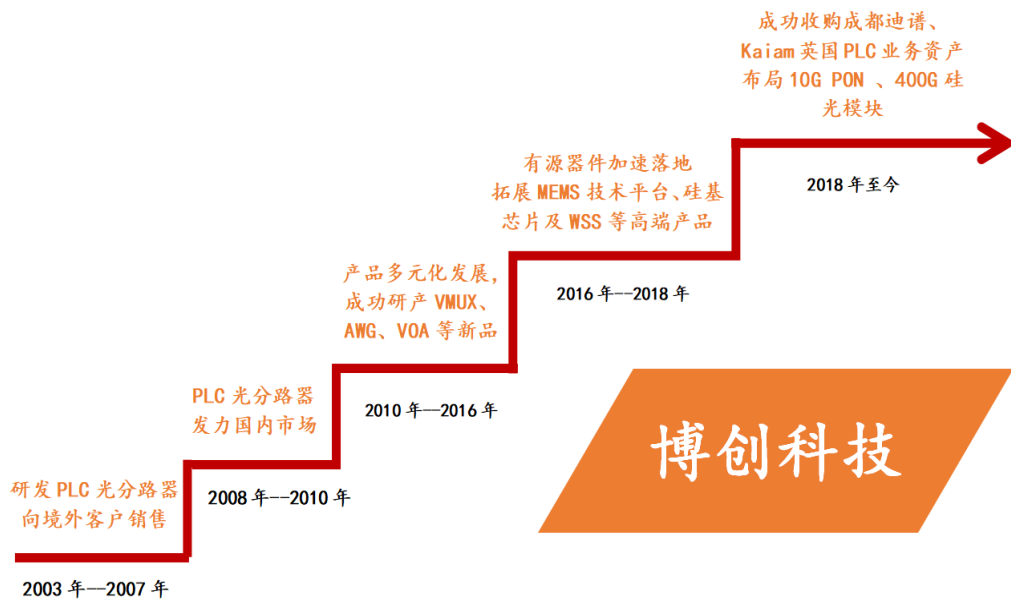 成功收购成都迪谱、
Kaiam英国PLC业务资产
布局10G PON 、400G硅
光模块
2018年至今
有源器件加速落地
拓展MEMS技术平台、硅基
芯片及WSS等高端产品
2016年--2018年
产品多元化发展，
成功研产VMUX、
AWG、VOA等新品
2010年--2016年
PLC光分路器
发力国内市场
2008年--2010年
研发PLC光分路器
向境外客户销售
2003年--2007年
博创科技